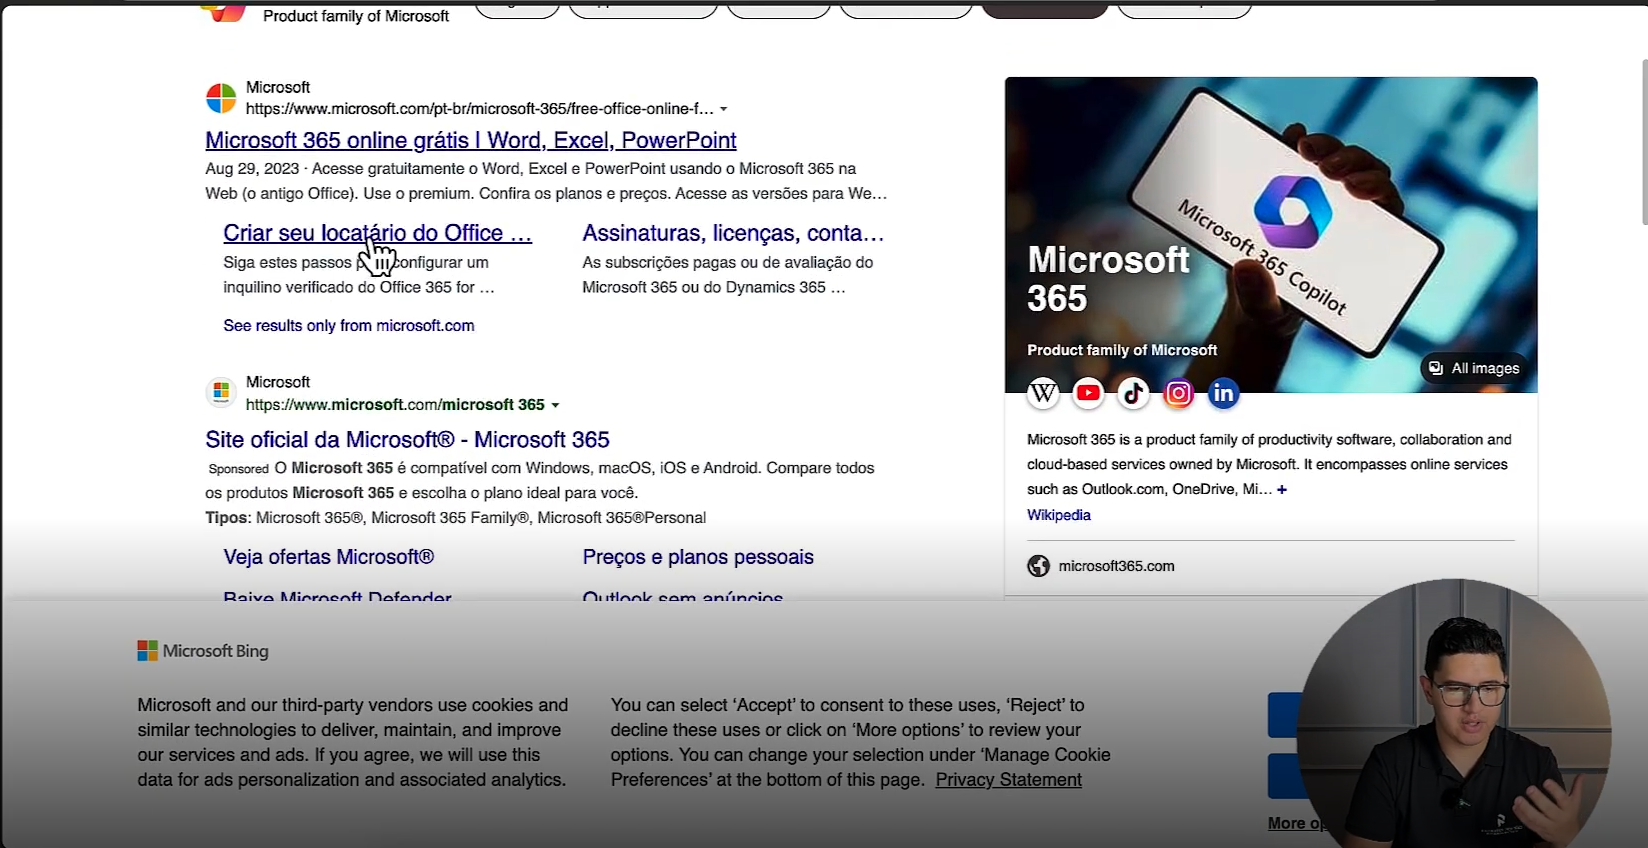 Product family of Microsoft
Microsoft
https://www.microsoft.com/pt-br/microsoft-365/free-office-online-f...
Microsoft 365 online grátis | Word, Excel, PowerPoint
Aug 29, 2023 · Acesse gratuitamente o Word, Excel e PowerPoint usando o Microsoft 365 na
Web (o antigo Office). Use o premium. Confira os planos e preços. Acesse as versões para We...
Criar seu locatário do Office ...
Siga estes passos configurar um
inquilino verificado do Office 365 for ...
Assinaturas, licenças, conta...
As subscrições pagas ou de avaliação do
Microsoft 365 ou do Dynamics 365 ...
See results only from microsoft.com
Microsoft
https://www.microsoft.com/microsoft 365
Site oficial da Microsoft® - Microsoft 365
Sponsored O Microsoft 365 é compatível com Windows, macOS, iOS e Android. Compare todos
os produtos Microsoft 365 e escolha o plano ideal para você.
Tipos: Microsoft 365®, Microsoft 365 Family®, Microsoft 365®Personal
Veja ofertas Microsoft®
Preços e planos pessoais
Baixe Microsoft Defender
Outlook sem anúncios
Microsoft 365 Copilot
Microsoft
365
Product family of Microsoft
All images
W
in
Microsoft 365 is a product family of productivity software, collaboration and
cloud-based services owned by Microsoft. It encompasses online services
such as Outlook.com, OneDrive, Mi... +
Wikipedia
microsoft365.com
Microsoft Bing
Microsoft and our third-party vendors use cookies and
similar technologies to deliver, maintain, and improve
our services and ads. If you agree, we will use this
data for ads personalization and associated analytics.
You can select ‘Accept’ to consent to these uses, ‘Reject’ to
decline these uses or click on ‘More options’ to review your
options. You can change your selection under ‘Manage Cookie
Preferences’ at the bottom of this page. Privacy Statement
More